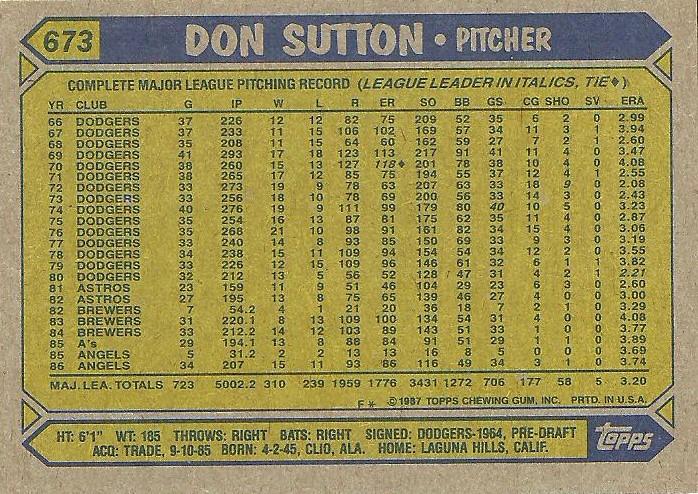 673 DON SUTTON • PITCHER
COMPLETE MAJOR LEAGUE PITCHING RECORD (LEAGUE LEADER IN ITALICS, TIE♦)
YR CLUB G IP W L R ER SO BB GS CG SHO SV ERA
66 DODGERS 37 226 12 12 82 75 209 52 35 6 2 0 2.99
67 DODGERS 37 233 11 15 106 102 169 57 34 11 3 1 3.94
68 DODGERS 35 208 11 15 64 60 162 59 27 7 2 1 2.60
69 DODGERS 41 293 17 18 123 113 217 91 41 11 4 0 3.47
70 DODGERS 38 260 15 13 127 118♦ 201 78 38 10 4 0 4.08
71 DODGERS 38 265 17 12 85 75 194 55 37 12 4 1 2.55
72 DODGERS 33 273 19 9 78 63 207 63 33 18 9 0 2.08
73 DODGERS 33 256 18 10 78 69 200 56 33 14 3 0 2.43
74 DODGERS 40 276 19 9 111 99 179 80 40 10 5 0 3.23
75 DODGERS 35 254 16 13 87 81 175 62 35 11 4 0 2.87
76 DODGERS 35 268 21 10 98 91 161 82 34 15 4 0 3.06
77 DODGERS 33 240 14 8 93 85 150 69 33 9 3 0 3.19
78 DODGERS 34 238 15 11 109 94 154 54 34 12 2 0 3.55
79 DODGERS 33 226 12 15 109 96 146 61 32 6 1 1 3.82
80 DODGERS 32 212 13 5 56 52 128 47 31 4 2 1 2.21
81 ASTROS 23 159 11 9 51 46 104 29 23 6 3 0 2.60
82 ASTROS 27 195 13 8 75 65 139 46 27 4 0 0 3.00
82 BREWERS 7 54.2 4 1 21 20 36 18 7 2 1 0 3.29
83 BREWERS 31 220.1 8 13 109 100 134 54 31 4 0 0 4.08
84 BREWERS 33 212.2 14 12 103 89 143 51 33 1 0 0 3.77
85 A's 29 194.1 13 8 88 84 91 51 29 1 1 0 3.89
85 ANGELS 5 31.2 2 2 13 13 16 8 5 0 0 0 3.69
86 ANGELS 34 207 15 11 93 86 116 49 34 3 1 0 3.74
MAJ. LEA. TOTALS 723 5002.2 310 239 1959 1776 3431 1272 706 177 58 5 3.20
F * ©1987 TOPPS CHEWING GUM, INC. PRTD. IN U.S.A.
HT: 6'1" WT: 185 THROWS: RIGHT BATS: RIGHT SIGNED: DODGERS-1964, PRE-DRAFT
ACQ: TRADE, 9-10-85 BORN: 4-2-45, CLIO, ALA. HOME: LAGUNA HILLS, CALIF.
Topps